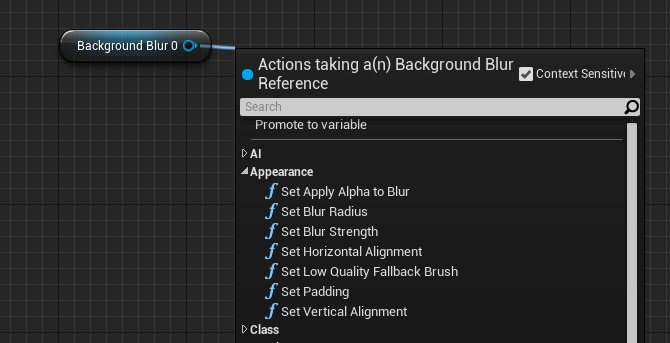 Background Blur 0
Actions taking a(n) Background Blur
Reference
Context Sensitive
Search
Promote to variable
AI
Appearance
Set Apply Alpha to Blur
Set Blur Radius
Set Blur Strength
Set Horizontal Alignment
Set Low Quality Fallback Brush
Set Padding
Set Vertical Alignment
Class